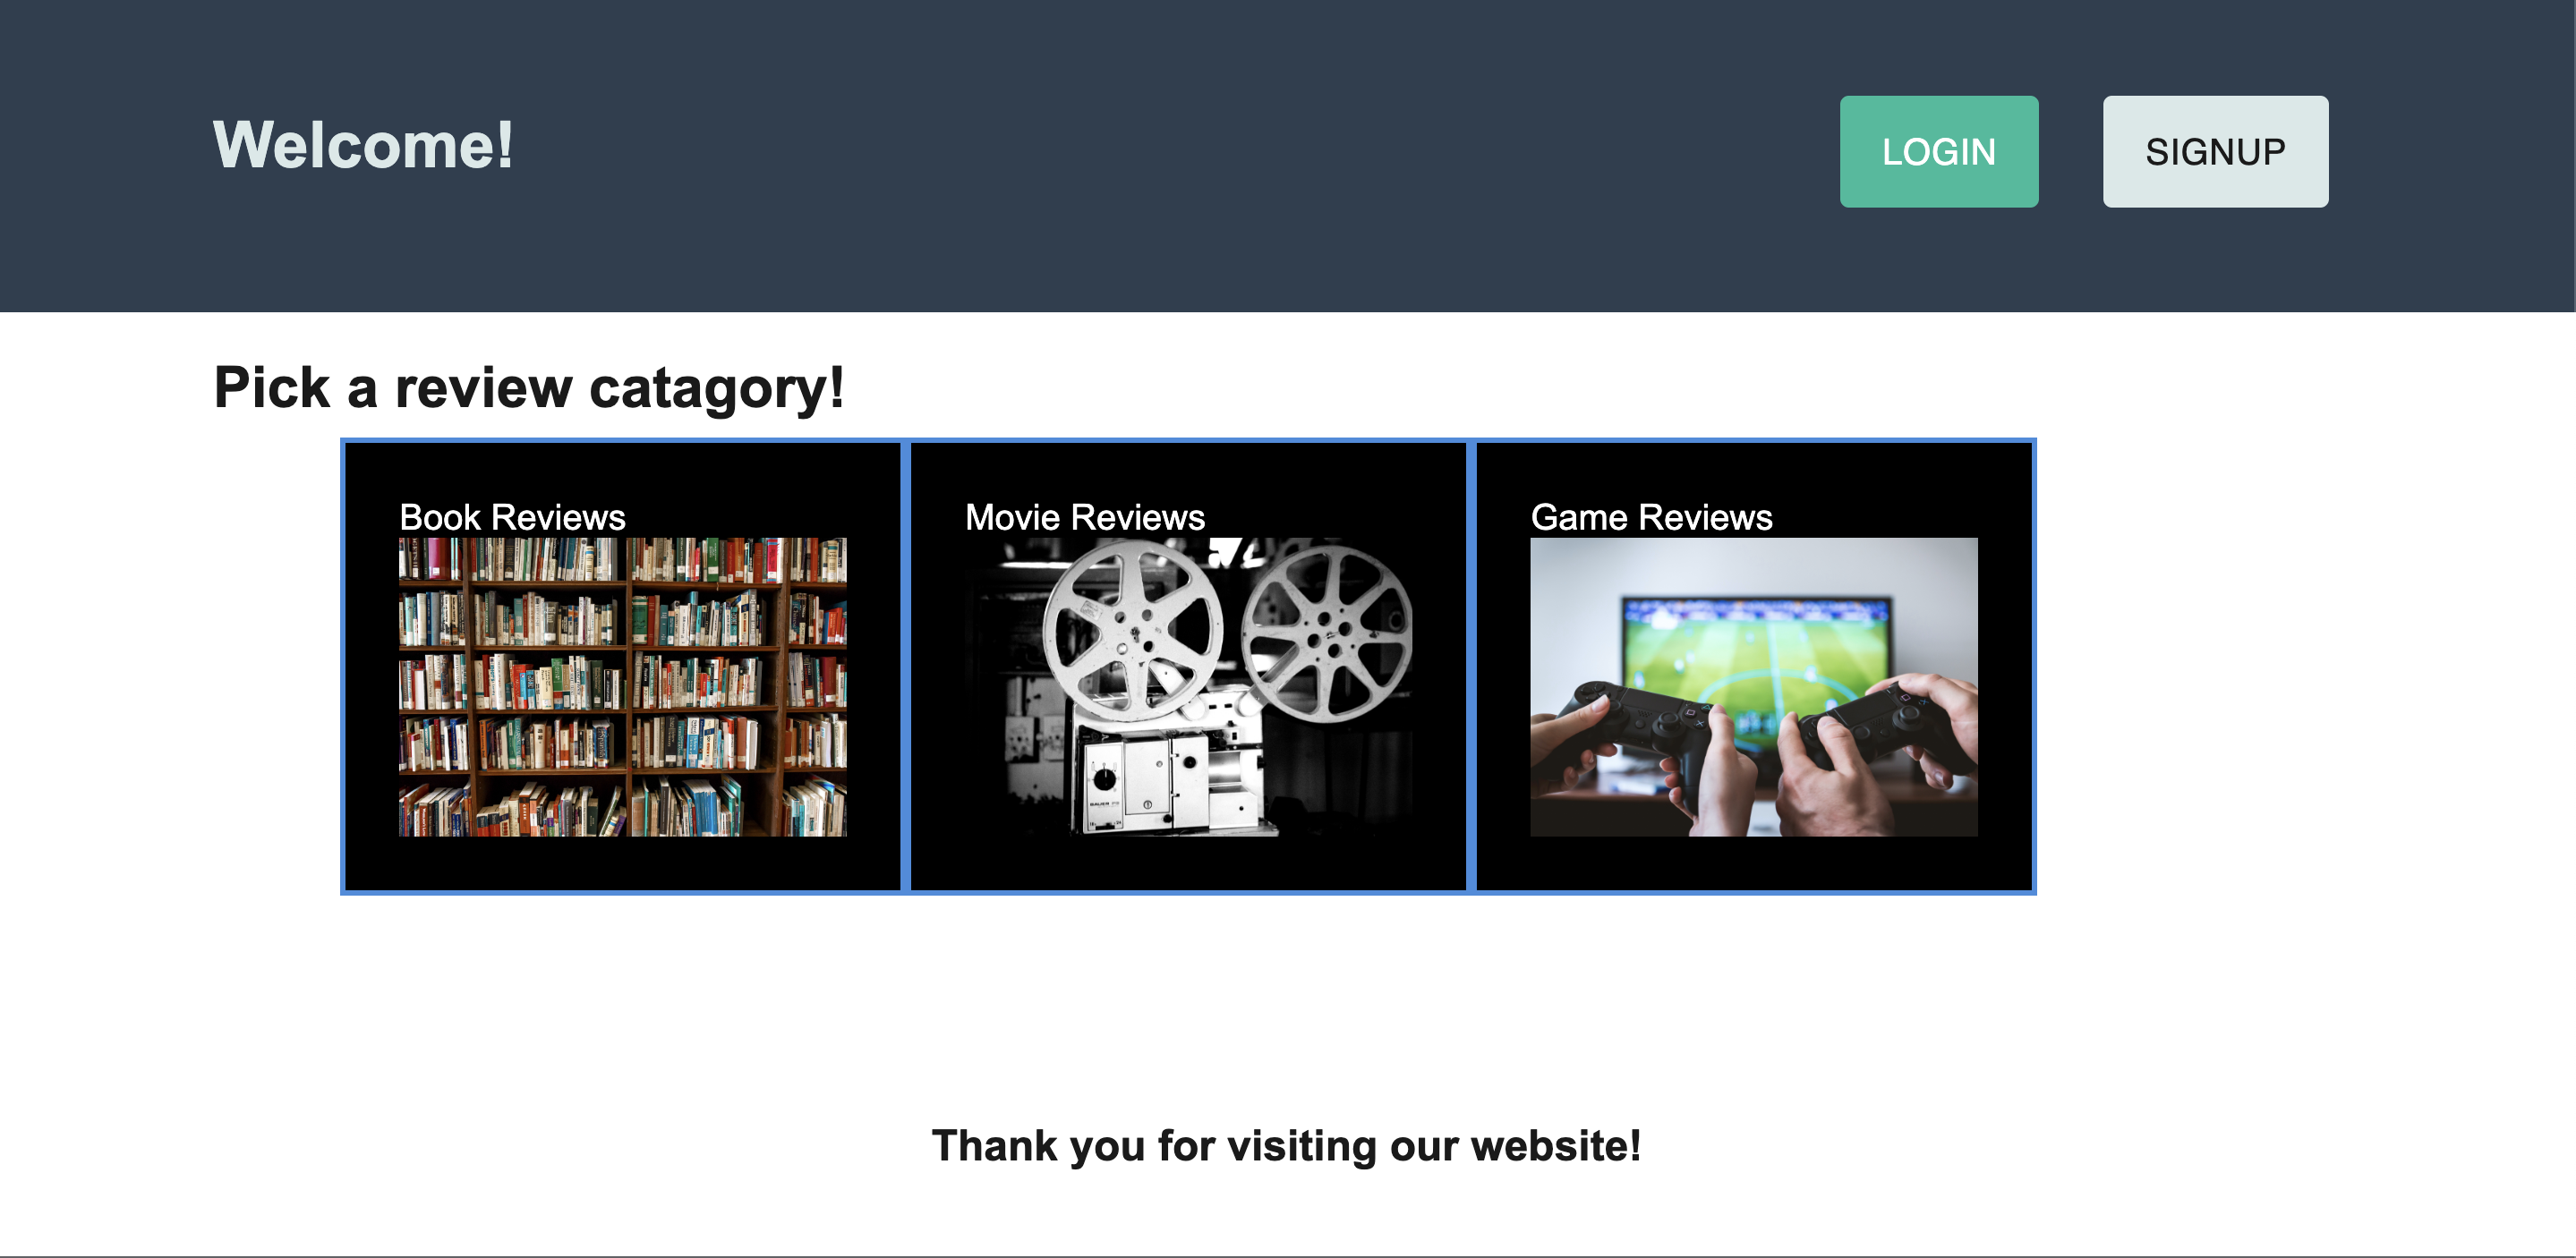 Welcome!
LOGIN
SIGNUP
Pick a review catagory!
Book Reviews
Movie Reviews
Game Reviews
Thank you for visiting our website!